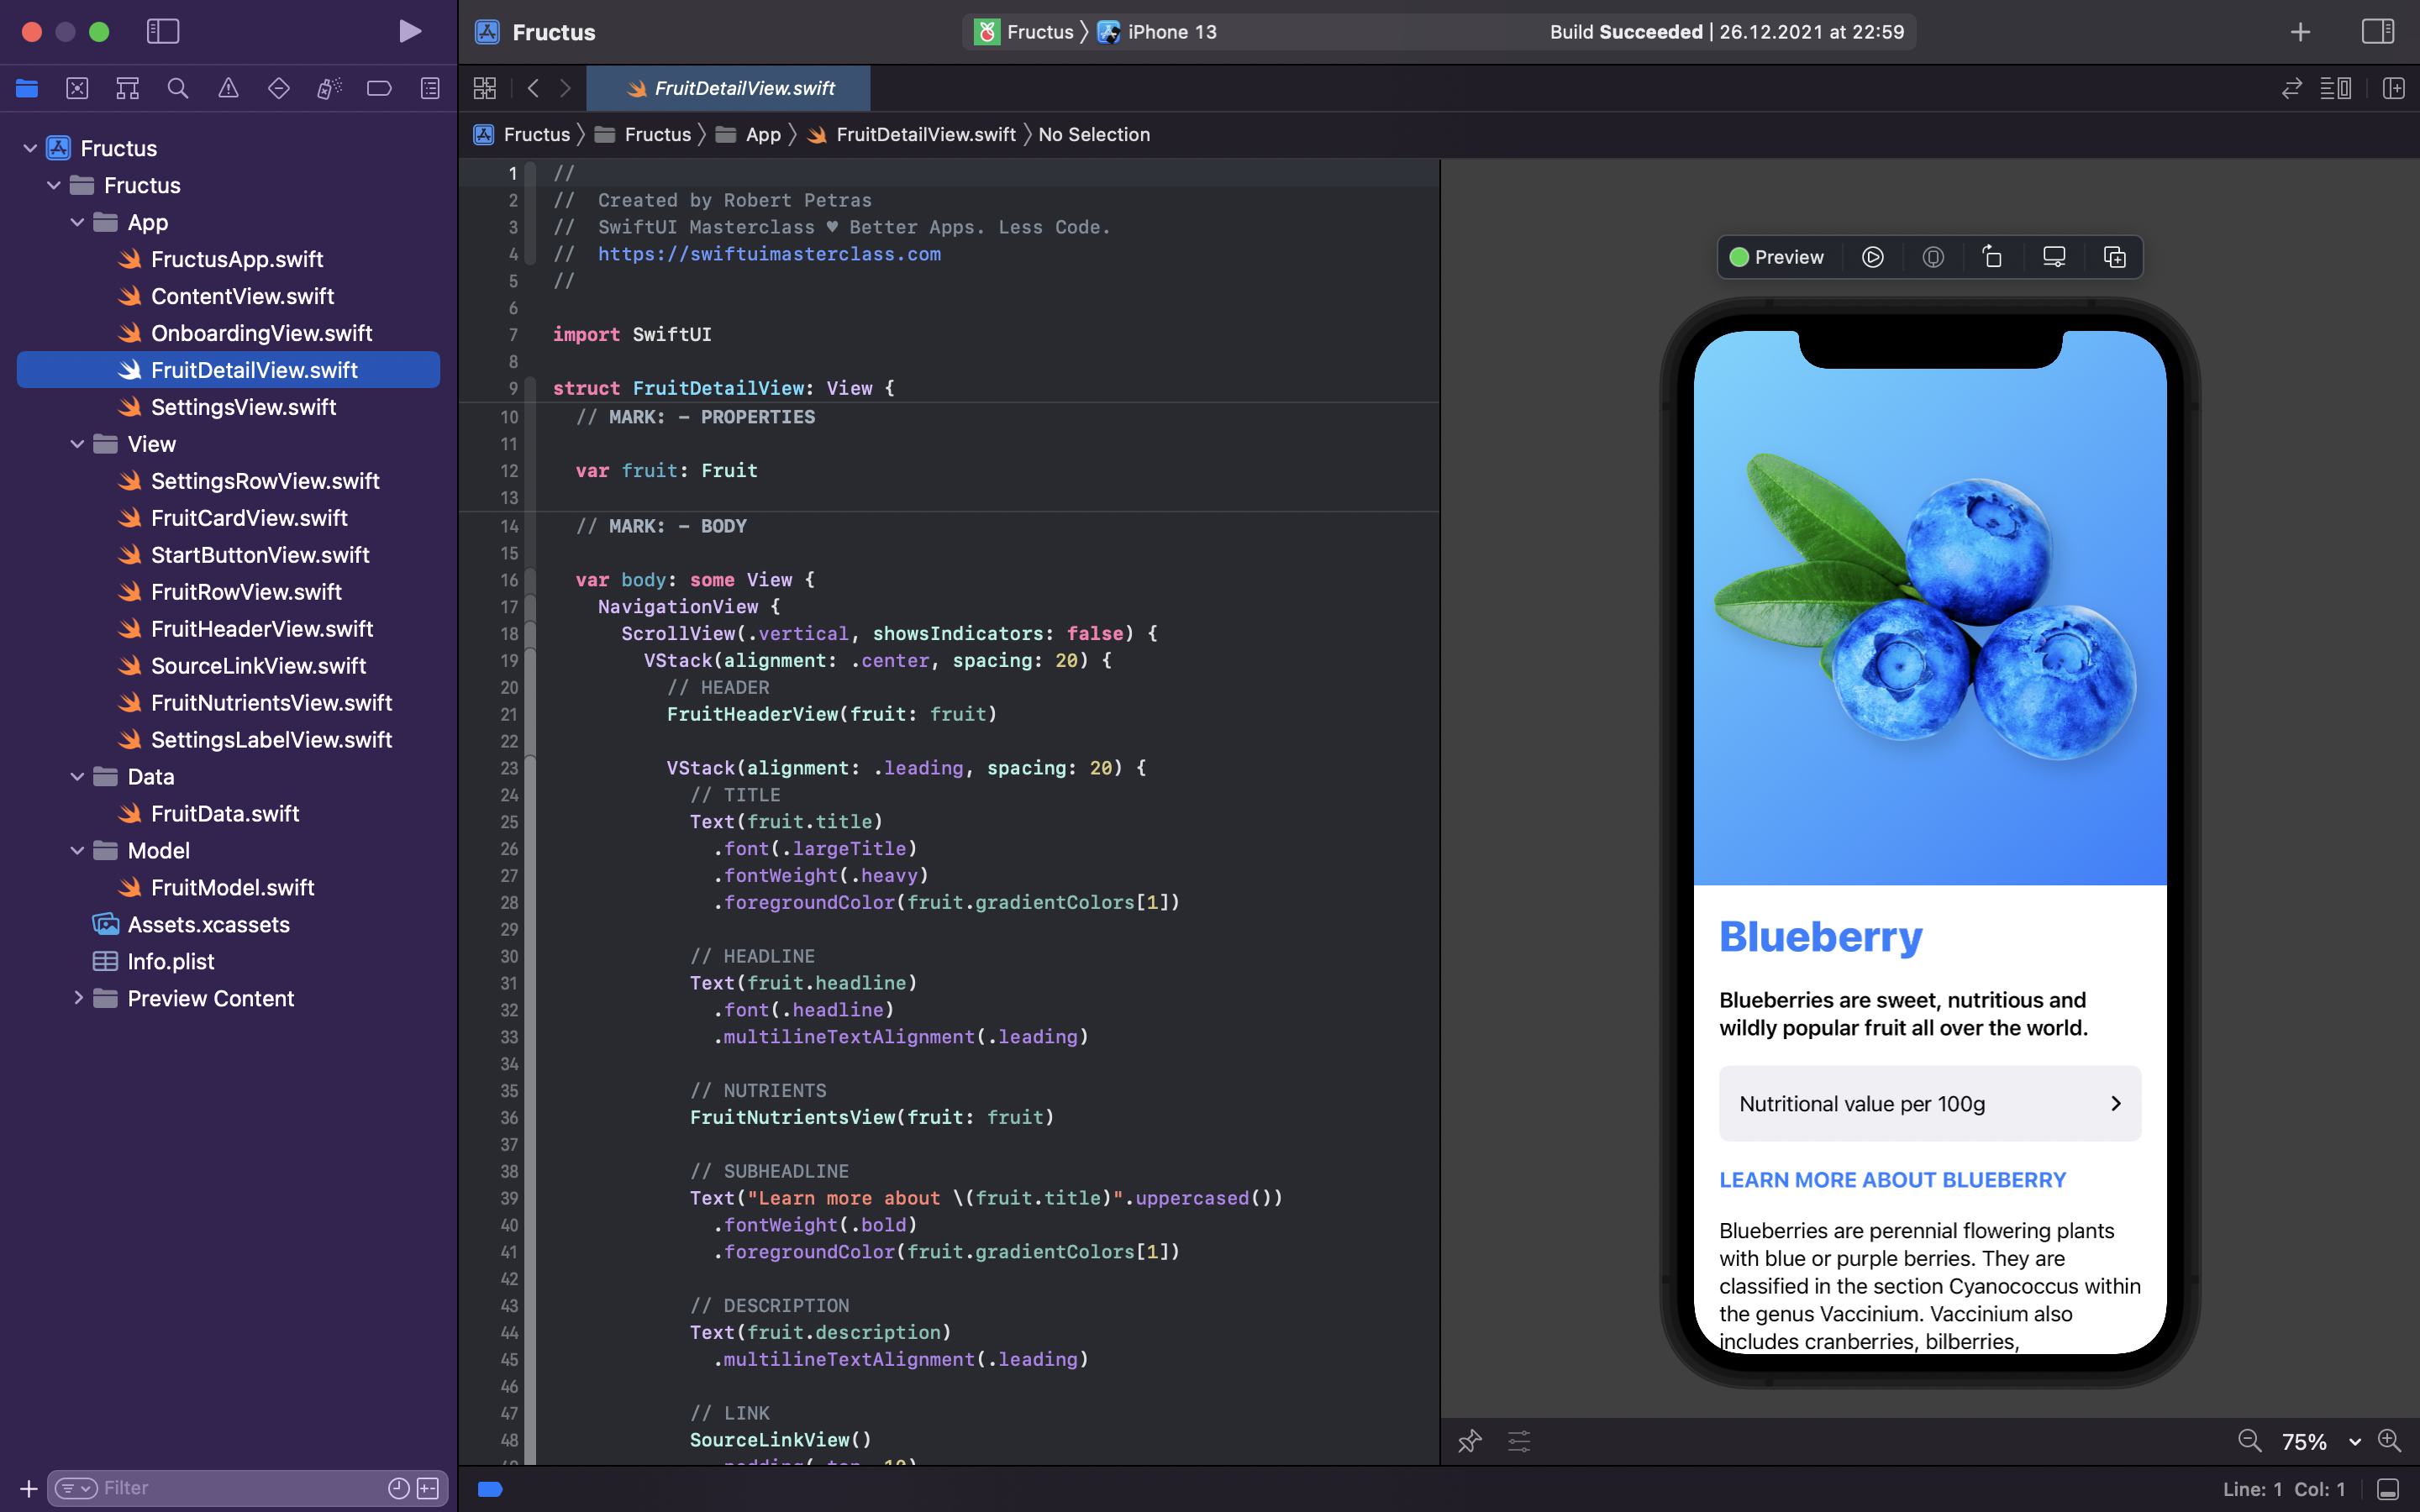 Fructus
Fructus
iPhone 13
Build Succeeded | 26.12.2021 at 22:59
FruitDetailView.swift
Fructus
Fructus
App
FruitDetailView.swift
No Selection
Fructus
Fructus
App
FructusApp.swift
ContentView.swift
OnboardingView.swift
FruitDetailView.swift
SettingsView.swift
View
SettingsRowView.swift
FruitCardView.swift
StartButtonView.swift
FruitRowView.swift
FruitHeaderView.swift
SourceLinkView.swift
FruitNutrientsView.swift
SettingsLabelView.swift
Data
FruitData.swift
Model
FruitModel.swift
Assets.xcassets
Info.plist
Preview Content
Filter
1 //
2 // Created by Robert Petras
3 // SwiftUI Masterclass ♥ Better Apps. Less Code.
4 // https://swiftuimasterclass.com
5 //
6
7 import SwiftUI
8
9 struct FruitDetailView: View {
10 // MARK: - PROPERTIES
11
12 var fruit: Fruit
13
14 // MARK: - BODY
15
16 var body: some View {
17 NavigationView {
18 ScrollView(.vertical, showsIndicators: false) {
19 VStack(alignment: .center, spacing: 20) {
20 // HEADER
21 FruitHeaderView(fruit: fruit)
22
23 VStack(alignment: .leading, spacing: 20) {
24 // TITLE
25 Text(fruit.title)
26 .font(.largeTitle)
27 .fontWeight(.heavy)
28 .foregroundColor(fruit.gradientColors[1])
29
30 // HEADLINE
31 Text(fruit.headline)
32 .font(.headline)
33 .multilineTextAlignment(.leading)
34
35 // NUTRIENTS
36 FruitNutrientsView(fruit: fruit)
37
38 // SUBHEADLINE
39 Text("Learn more about \(fruit.title)".uppercased())
40 .fontWeight(.bold)
41 .foregroundColor(fruit.gradientColors[1])
42
43 // DESCRIPTION
44 Text(fruit.description)
45 .multilineTextAlignment(.leading)
46
47 // LINK
48 SourceLinkView()
Preview
Blueberry
Blueberries are sweet, nutritious and
wildly popular fruit all over the world.
Nutritional value per 100g
LEARN MORE ABOUT BLUEBERRY
Blueberries are perennial flowering plants
with blue or purple berries. They are
classified in the section Cyanococcus within
the genus Vaccinium. Vaccinium also
includes cranberries, bilberries,
75%
Line: 1 Col: 1